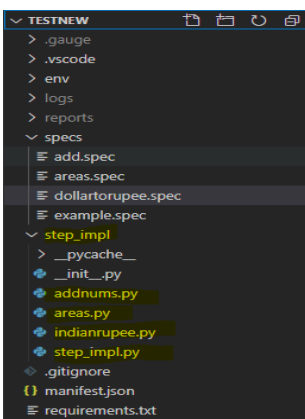 TESTNEW
.gauge
.vscode
env
logs
reports
specs
add.spec
areas.spec
dollartorupee.spec
example.spec
step_impl
__pycache__
__init__.py
addnums.py
areas.py
indianrupee.py
step_impl.py
.gitignore
{} manifest.json
requirements.txt